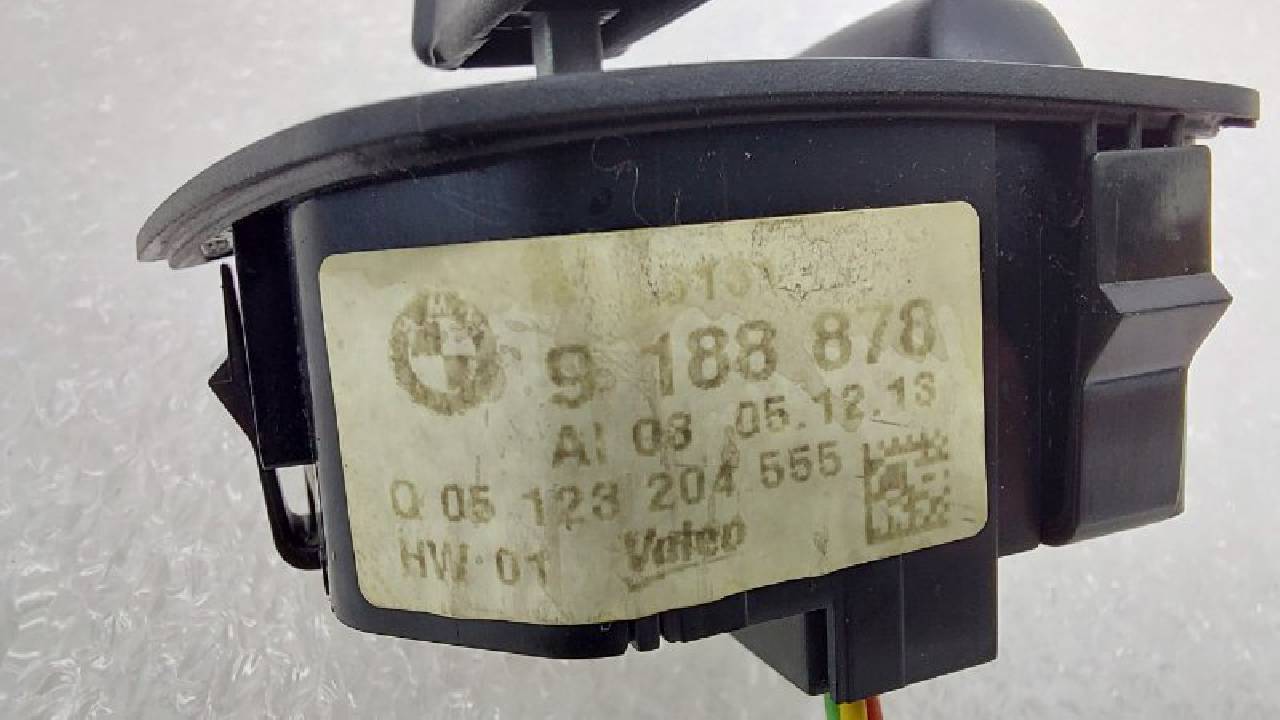 9 188 878
AI 03 05.12.13
Q 05 123 204 555
HW 01 Valeo